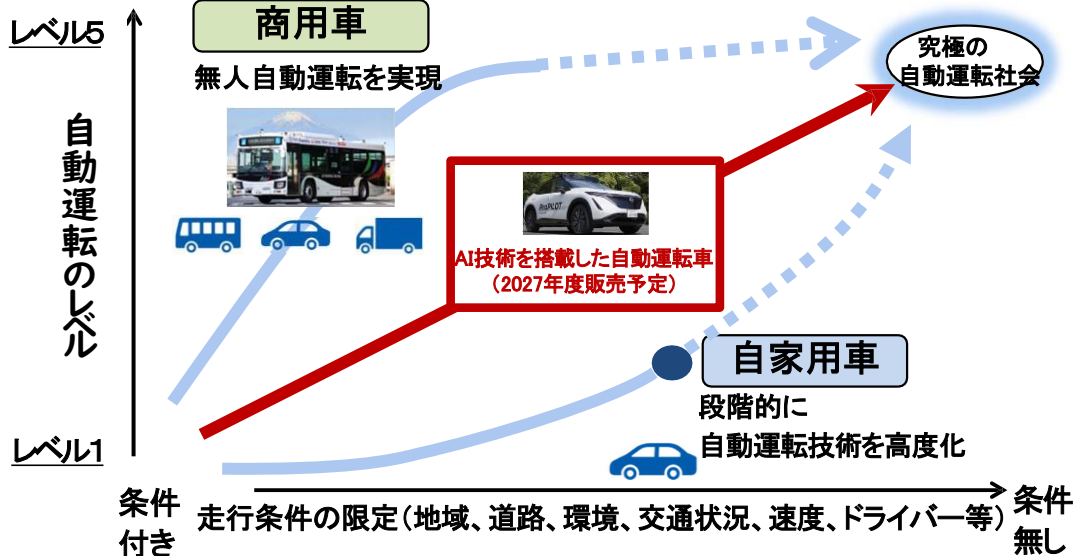 レベル5
商用車
無人自動運転を実現
究極の
自動運転社会
自動運転のレベル
ProPILOT
AI技術を搭載した自動運転車
（2027年度販売予定）
自家用車
段階的に
自動運転技術を高度化
レベル1
条件
付き
走行条件の限定（地域、道路、環境、交通状況、速度、ドライバー等）
条件
無し